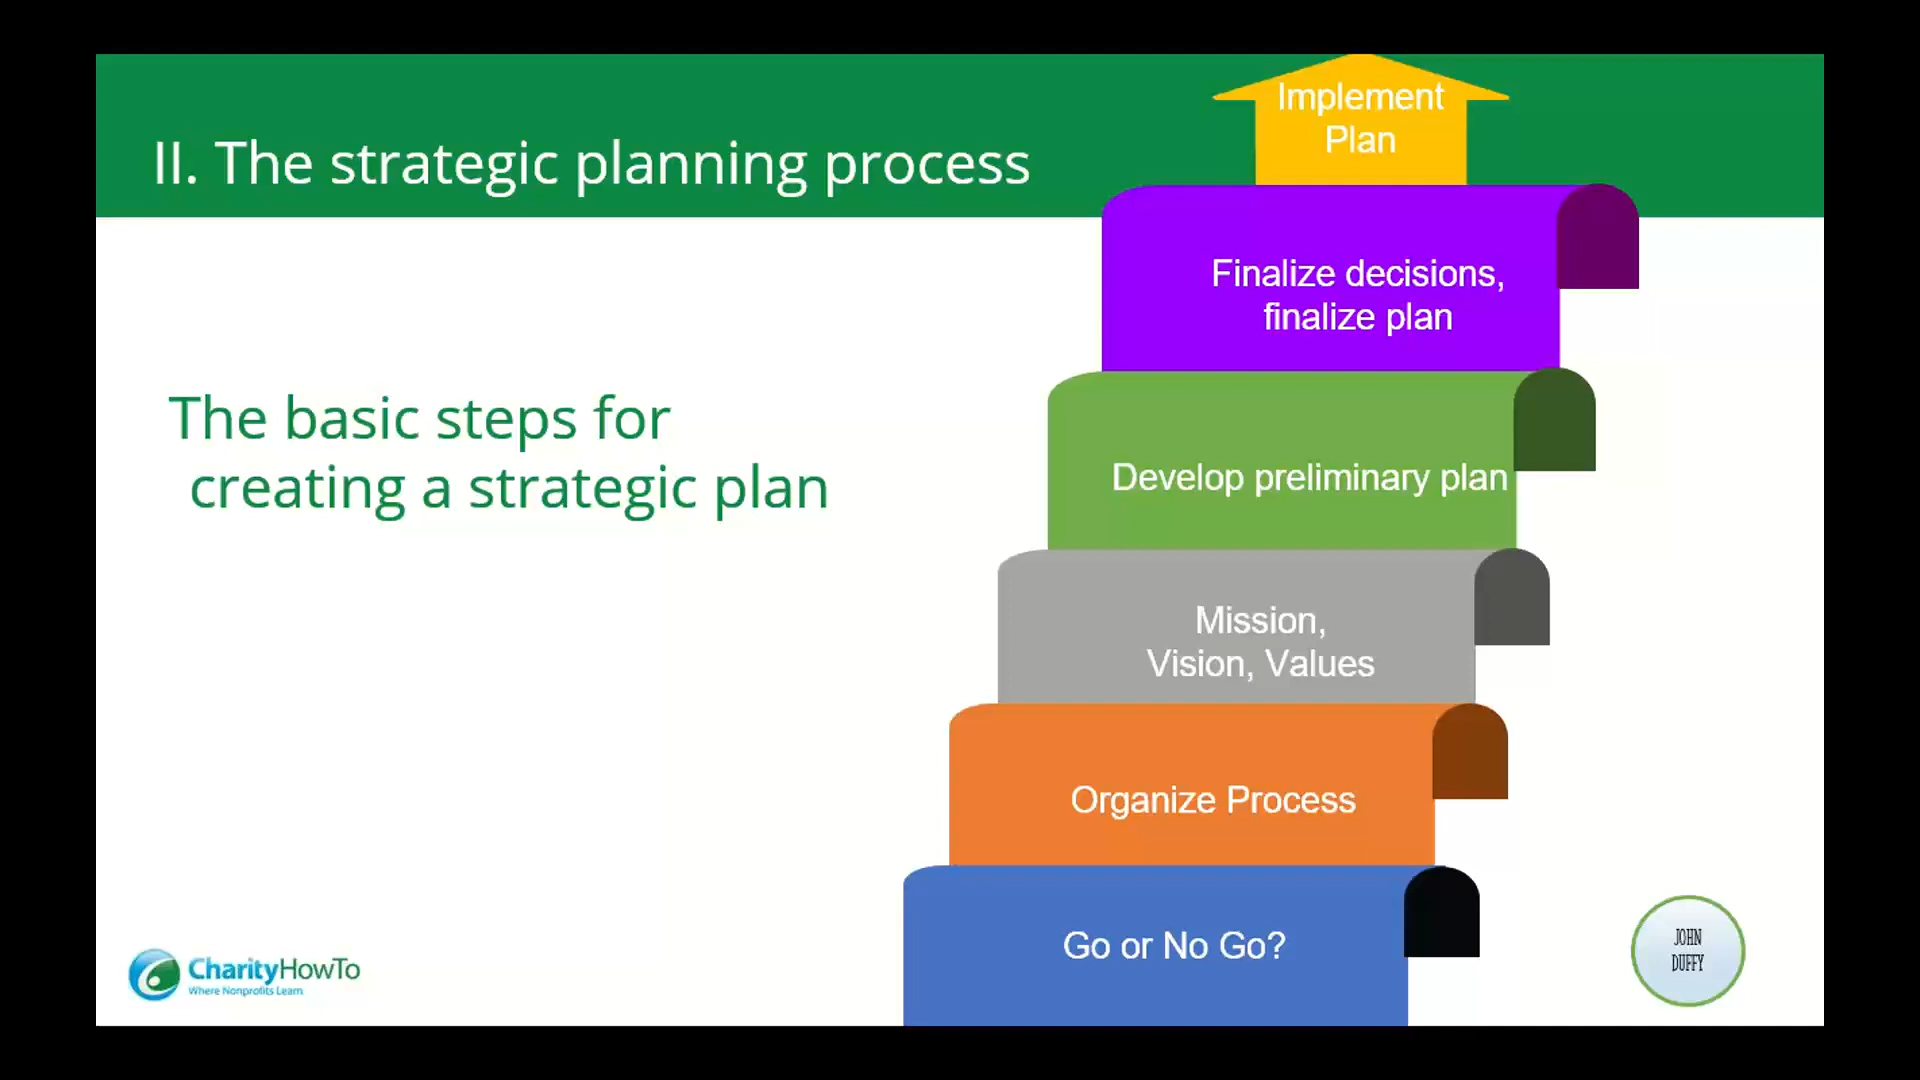 II. The strategic planning process
The basic steps for
creating a strategic plan
Implement
Plan
Finalize decisions,
finalize plan
Develop preliminary plan
Mission,
Vision, Values
Organize Process
Go or No Go?
CharityHowTo
Where Nonprofits Learn
JOHN
DUFFY